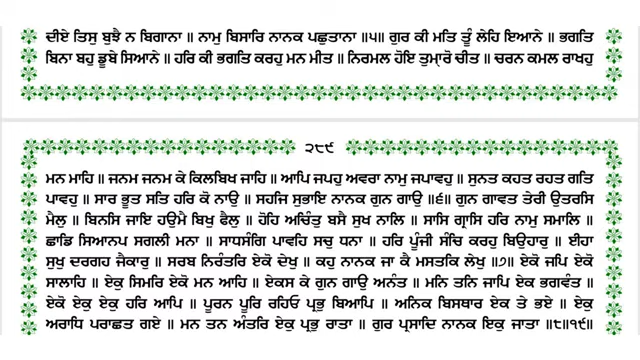 ਦੀਏ ਤਿਸੁ ਬੁਝੈ ਨ ਬਿਗਾਨਾ ॥ ਨਾਮੁ ਬਿਸਾਰਿ ਨਾਨਕ ਪਛੁਤਾਨਾ ॥੫॥ ਗੁਰ ਕੀ ਮਤਿ ਤੂੰ ਲੇਹਿ ਇਆਨੇ ॥ ਭਗਤਿ
ਬਿਨਾ ਬਹੁ ਡੂਬੇ ਸਿਆਨੇ ॥ ਹਰਿ ਕੀ ਭਗਤਿ ਕਰਹੁ ਮਨ ਮੀਤ ॥ ਨਿਰਮਲ ਹੋਇ ਤੁਮ੍ਹਾਰੋ ਚੀਤ ॥ ਚਰਨ ਕਮਲ ਰਾਖਹੁ
੨੮੯
ਮਨ ਮਾਹਿ ॥ ਜਨਮ ਜਨਮ ਕੇ ਕਿਲਬਿਖ ਜਾਹਿ ॥ ਆਪਿ ਜਪਹੁ ਅਵਰਾ ਨਾਮੁ ਜਪਾਵਹੁ ॥ ਸੁਨਤ ਕਹਤ ਰਹਤ ਗਤਿ
ਪਾਵਹੁ ॥ ਸਾਰ ਭੂਤ ਸਤਿ ਹਰਿ ਕੋ ਨਾਉ ॥ ਸਹਜਿ ਸੁਭਾਇ ਨਾਨਕ ਗੁਨ ਗਾਉ ॥੬॥ ਗੁਨ ਗਾਵਤ ਤੇਰੀ ਉਤਰਸਿ
ਮੈਲੁ ॥ ਬਿਨਸਿ ਜਾਇ ਹਉਮੈ ਬਿਖੁ ਫੈਲੁ ॥ ਹੋਹਿ ਅਚਿੰਤੁ ਬਸੈ ਸੁਖ ਨਾਲਿ ॥ ਸਾਸਿ ਗ੍ਰਾਸਿ ਹਰਿ ਨਾਮੁ ਸਮਾਲਿ ॥
ਛਾਡਿ ਸਿਆਨਪ ਸਗਲੀ ਮਨਾ ॥ ਸਾਧਸੰਗਿ ਪਾਵਹਿ ਸਚੁ ਧਨਾ ॥ ਹਰਿ ਪੂੰਜੀ ਸੰਚਿ ਕਰਹੁ ਬਿਉਹਾਰੁ ॥ ਈਹਾ
ਸੁਖੁ ਦਰਗਹ ਜੈਕਾਰੁ ॥ ਸਰਬ ਨਿਰੰਤਰਿ ਏਕੋ ਦੇਖੁ ॥ ਕਹੁ ਨਾਨਕ ਜਾ ਕੈ ਮਸਤਕਿ ਲੇਖੁ ॥੭॥ ਏਕੋ ਜਪਿ ਏਕੋ
ਸਾਲਾਹਿ ॥ ਏਕੁ ਸਿਮਰਿ ਏਕੋ ਮਨ ਆਹਿ ॥ ਏਕਸ ਕੇ ਗੁਨ ਗਾਉ ਅਨੰਤ ॥ ਮਨਿ ਤਨਿ ਜਾਪਿ ਏਕ ਭਗਵੰਤ ॥
ਏਕੋ ਏਕੁ ਏਕੁ ਹਰਿ ਆਪਿ ॥ ਪੂਰਨ ਪੂਰਿ ਰਹਿਓ ਪ੍ਰਭੁ ਬਿਆਪਿ ॥ ਅਨਿਕ ਬਿਸਥਾਰ ਏਕ ਤੇ ਭਏ ॥ ਏਕੁ
ਅਰਾਧਿ ਪਰਾਛਤ ਗਏ ॥ ਮਨ ਤਨ ਅੰਤਰਿ ਏਕੁ ਪ੍ਰਭੁ ਰਾਤਾ ॥ ਗੁਰ ਪ੍ਰਸਾਦਿ ਨਾਨਕ ਇਕੁ ਜਾਤਾ ॥੮॥੧੯॥